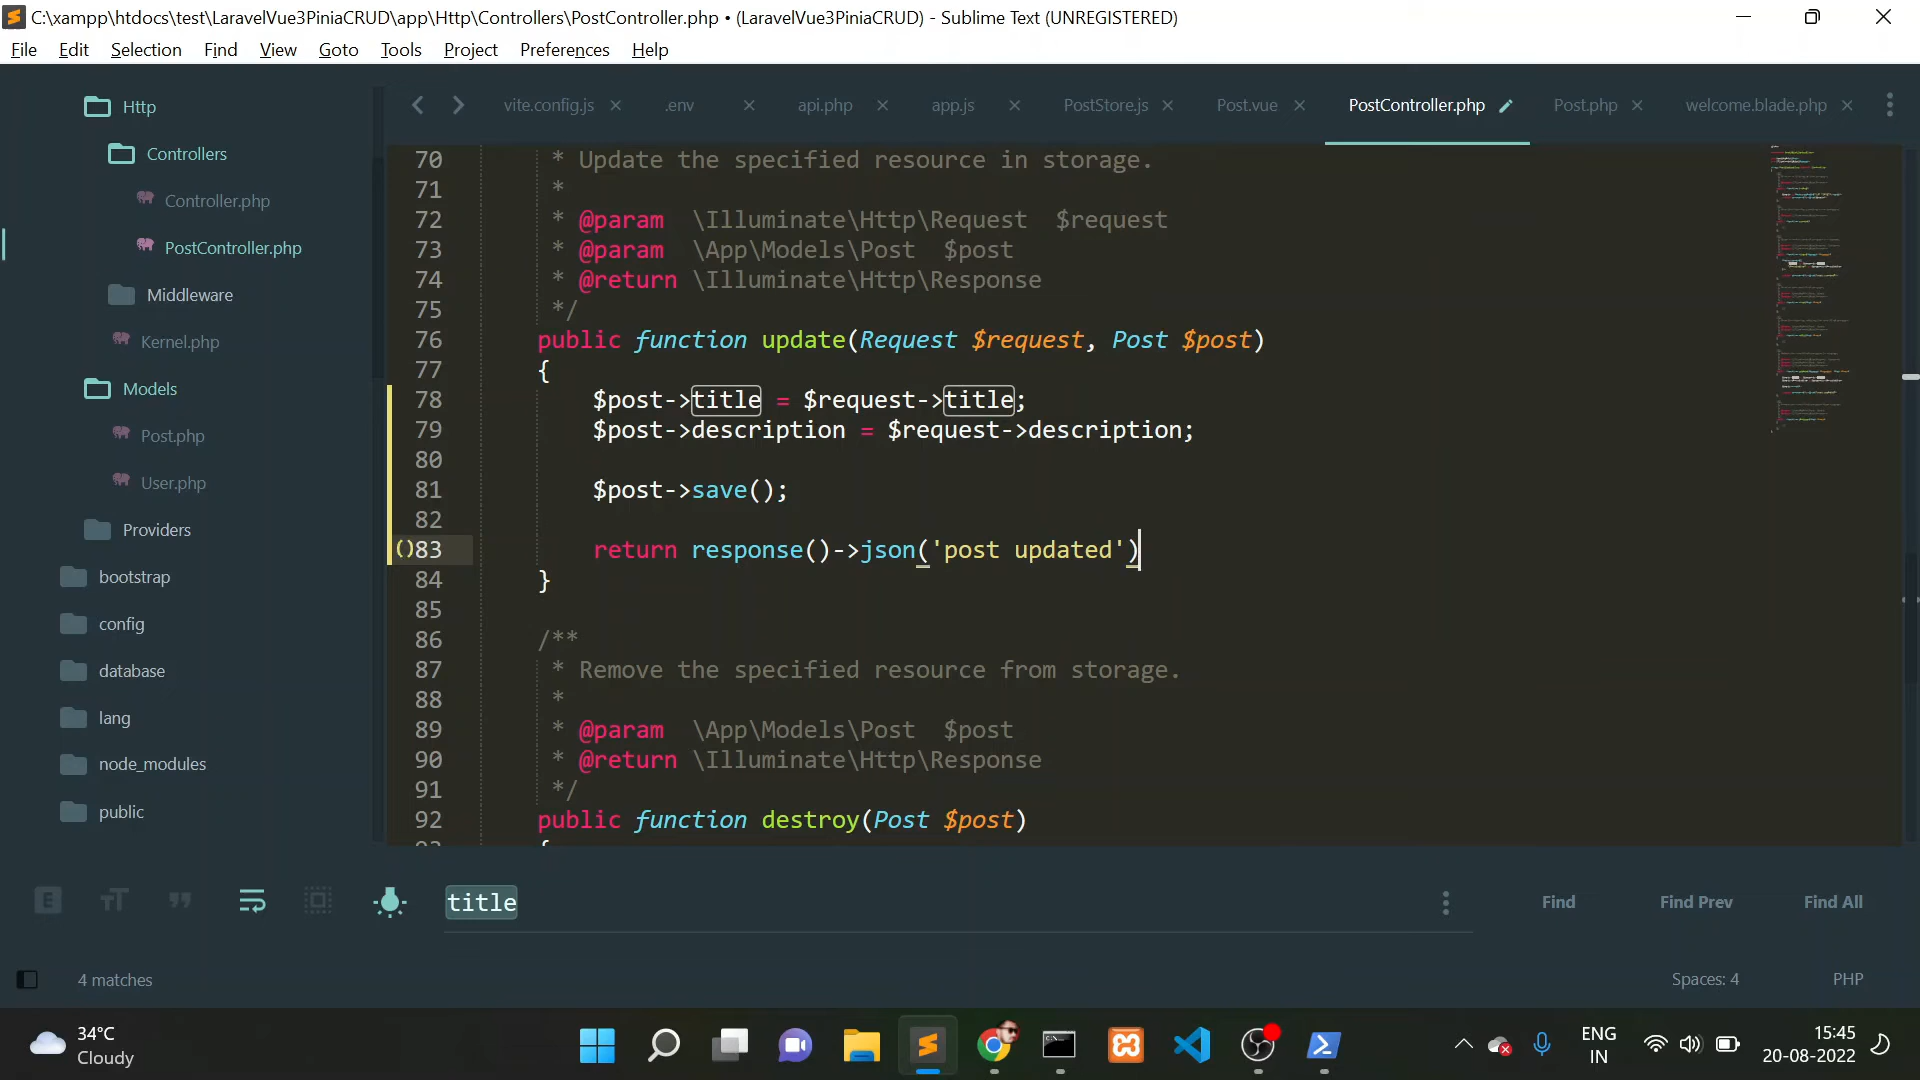 C:\xampp\htdocs\test\LaravelVue3PiniaCRUD\app\Http\Controllers\PostController.php • (LaravelVue3PiniaCRUD) - Sublime Text (UNREGISTERED)
File Edit Selection Find View Goto Tools Project Preferences Help
Http
Controllers
Controller.php
PostController.php
Middleware
Kernel.php
Models
Post.php
User.php
Providers
bootstrap
config
database
lang
node_modules
public
vite.config.js .env api.php app.js PostStore.js Post.vue PostController.php Post.php welcome.blade.php
70 * Update the specified resource in storage.
71 *
72 * @param  \Illuminate\Http\Request  $request
73 * @param  \App\Models\Post  $post
74 * @return \Illuminate\Http\Response
75 */
76 public function update(Request $request, Post $post)
77 {
78 $post->title = $request->title;
79 $post->description = $request->description;
80
81 $post->save();
82
83 return response()->json('post updated')
84 }
85
86 /**
87 * Remove the specified resource from storage.
88 *
89 * @param  \App\Models\Post  $post
90 * @return \Illuminate\Http\Response
91 */
92 public function destroy(Post $post)
title
Find Find Prev Find All
4 matches
Spaces: 4 PHP
34°C
Cloudy
ENG
IN
15:45
20-08-2022